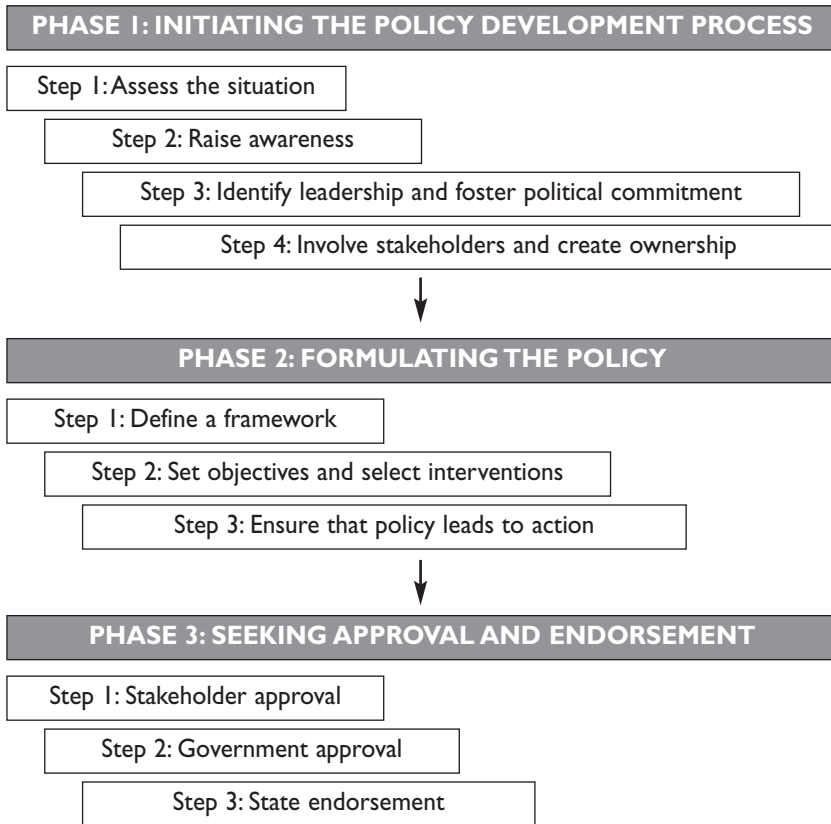 PHASE 1: INITIATING THE POLICY DEVELOPMENT PROCESS
Step 1: Assess the situation
Step 2: Raise awareness
Step 3: Identify leadership and foster political commitment
Step 4: Involve stakeholders and create ownership
PHASE 2: FORMULATING THE POLICY
Step 1: Define a framework
Step 2: Set objectives and select interventions
Step 3: Ensure that policy leads to action
PHASE 3: SEEKING APPROVAL AND ENDORSEMENT
Step 1: Stakeholder approval
Step 2: Government approval
Step 3: State endorsement